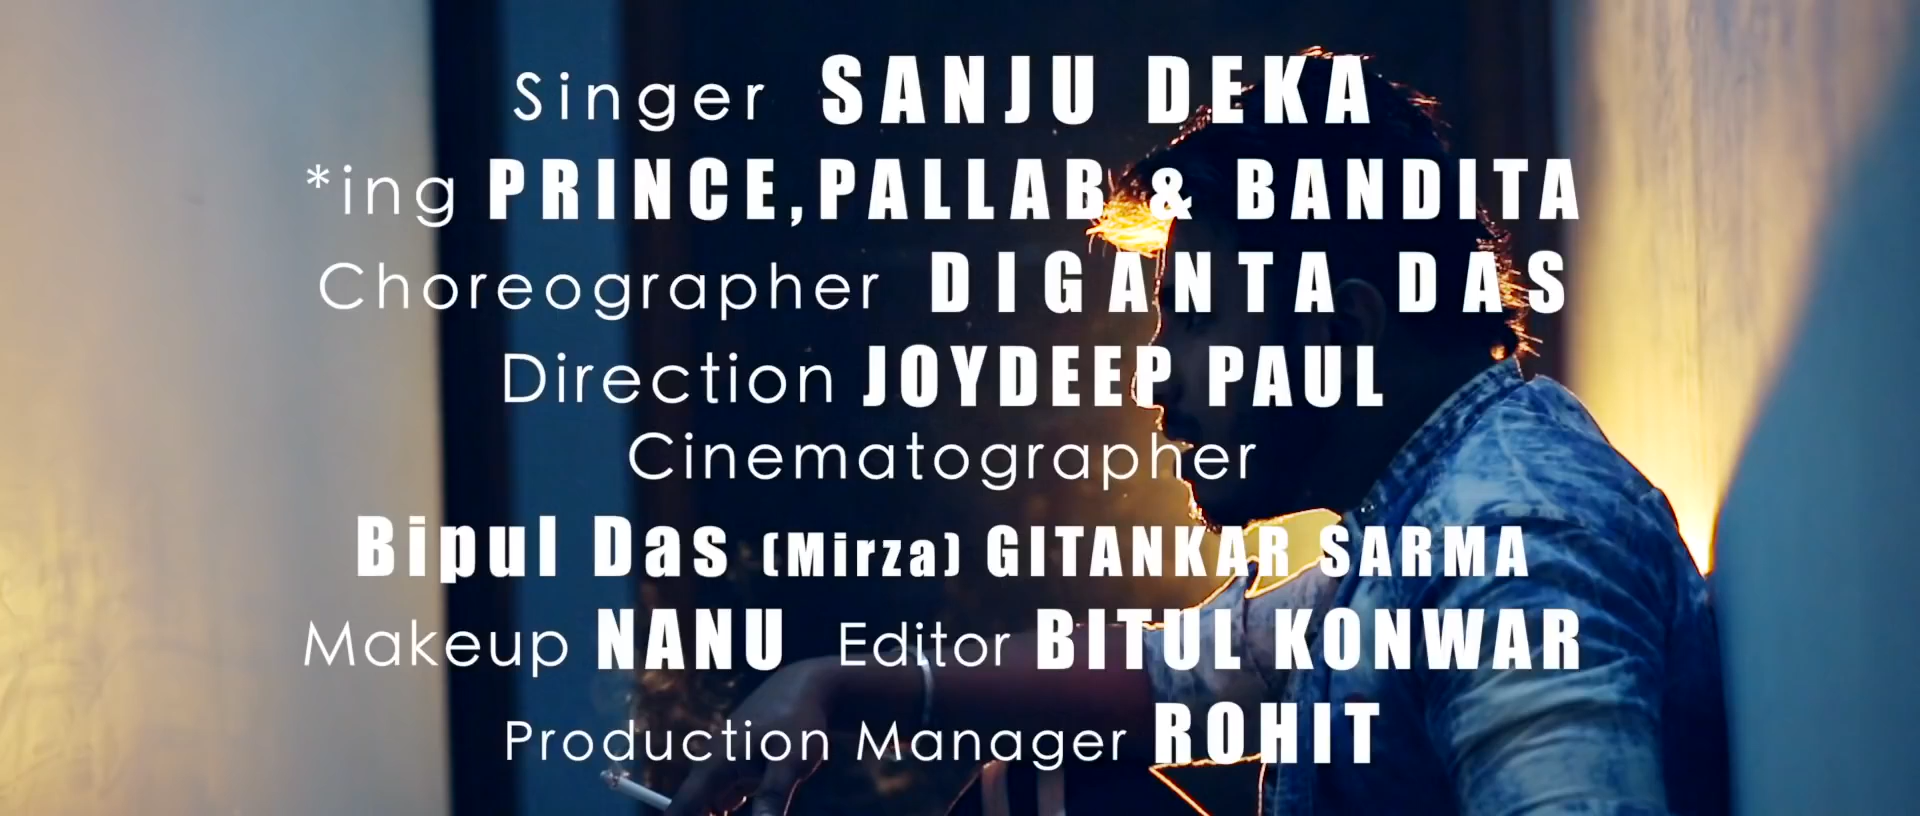 Singer SANJU DEKA
*ing PRINCE,PALLAB & BANDITA
Choreographer DIGANTA DAS
Direction JOYDEEP PAUL
Cinematographer
Bipul Das (Mirza) GITANKAR SARMA
Makeup NANU Editor BITUL KONWAR
Production Manager ROHIT